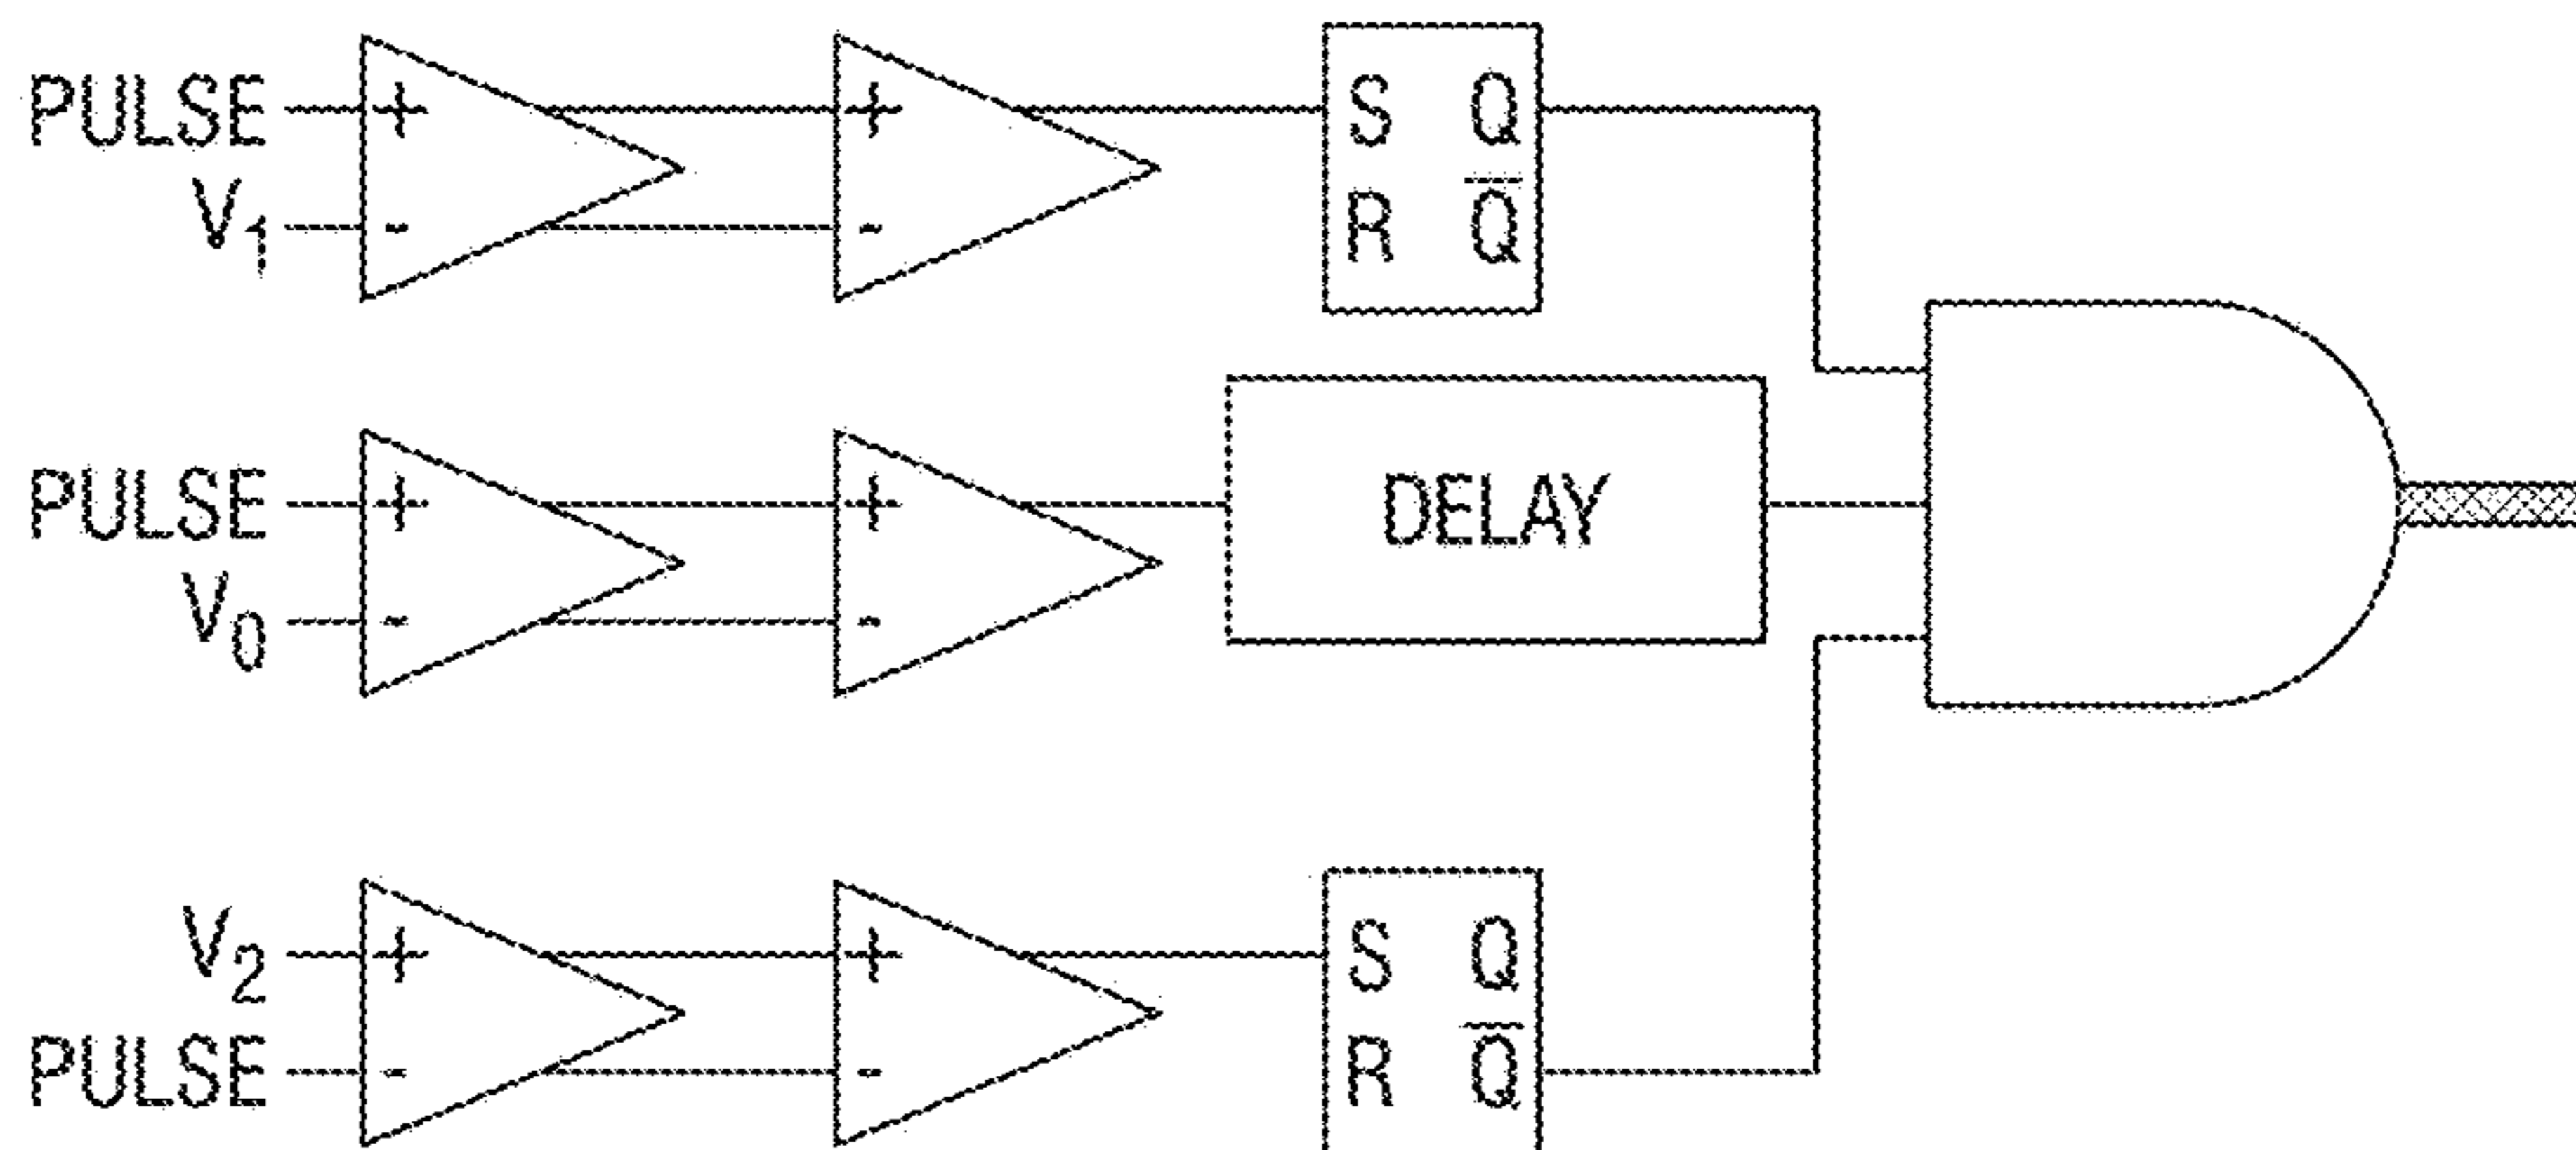 PULSE + + S Q
V1 - - R Q̅
PULSE + + DELAY
V0 - -
V2 + + S Q
PULSE - - R Q̅